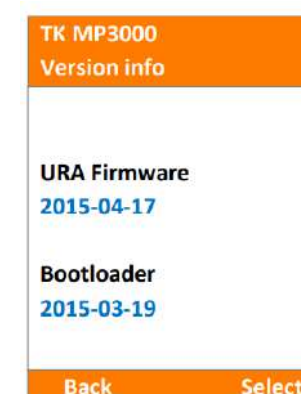 TK MP3000
Version info
URA Firmware
2015-04-17
Bootloader
2015-03-19
Back Select